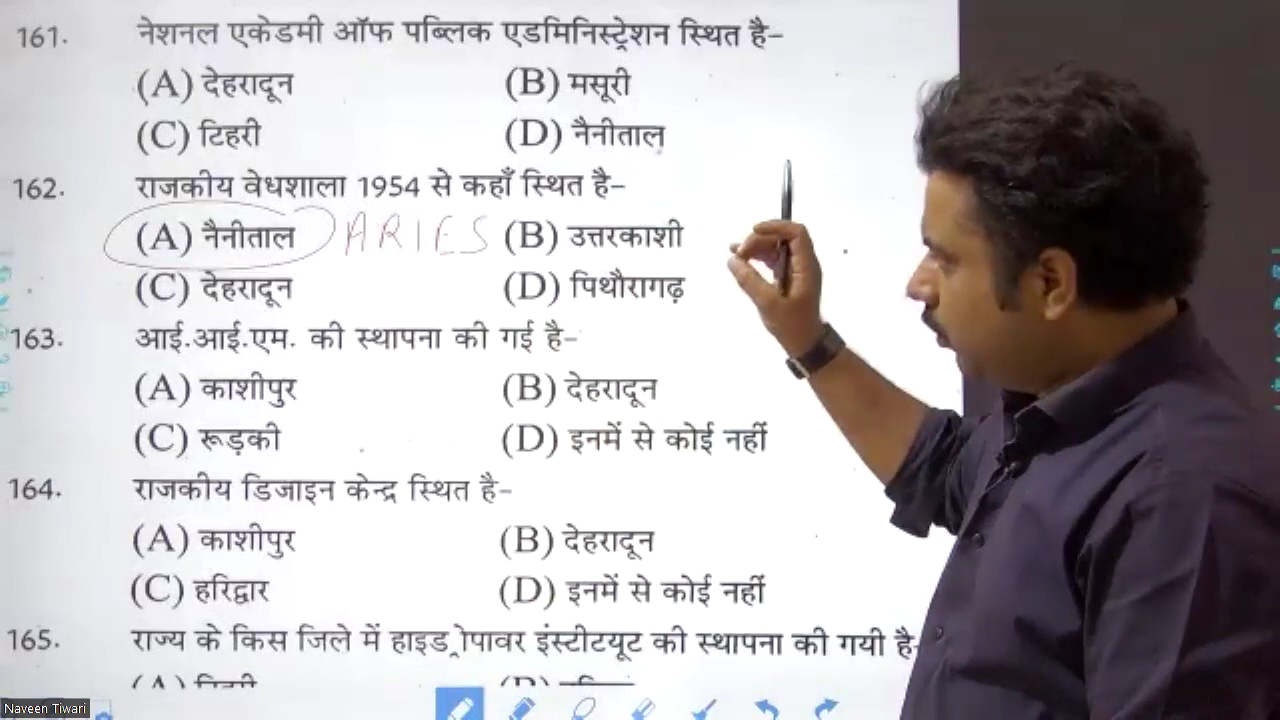 161. नेशनल एकेडमी ऑफ पब्लिक एडमिनिस्ट्रेशन स्थित है–
(A) देहरादून (B) मसूरी
(C) टिहरी (D) नैनीताल
162. राजकीय वेधशाला 1954 से कहाँ स्थित है–
(A) नैनीताल ARIES (B) उत्तरकाशी
(C) देहरादून (D) पिथौरागढ़
163. आई.आई.एम. की स्थापना की गई है–
(A) काशीपुर (B) देहरादून
(C) रूड़की (D) इनमें से कोई नहीं
164. राजकीय डिजाइन केन्द्र स्थित है–
(A) काशीपुर (B) देहरादून
(C) हरिद्वार (D) इनमें से कोई नहीं
165. राज्य के किस जिले में हाइड्रोपावर इंस्टीटयूट की स्थापना की गयी है-
Naveen Tiwari